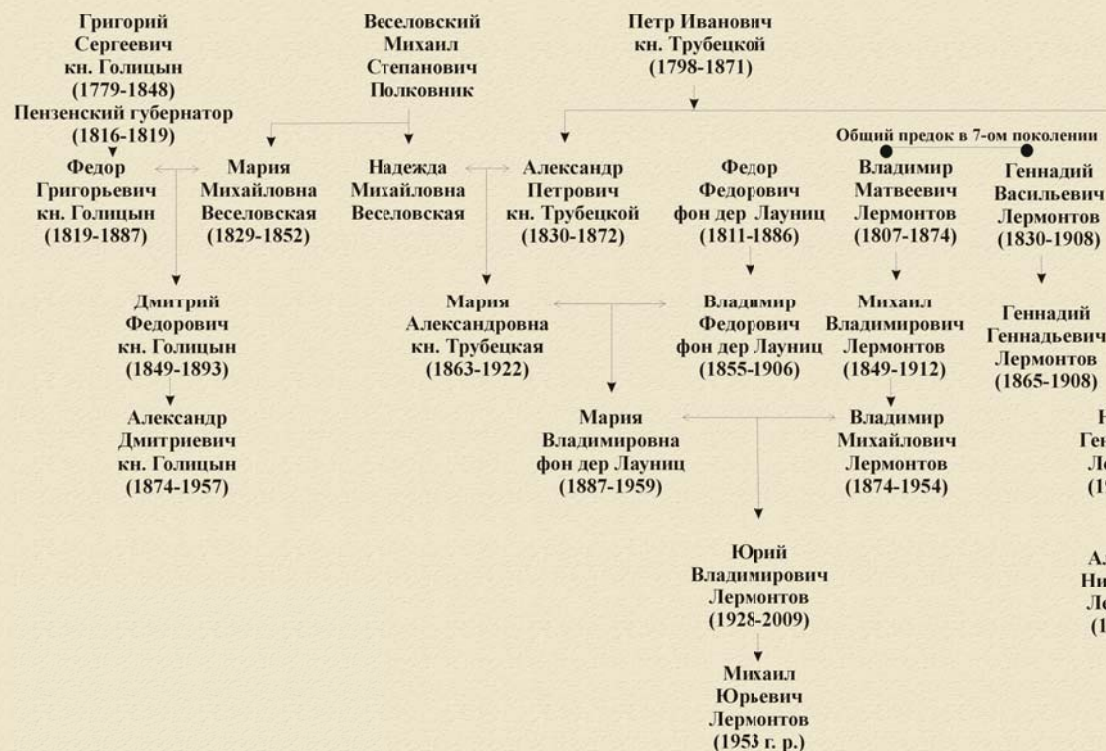 Григорий
Сергеевич
кн. Голицын
(1779-1848)
Пензенский губернатор
(1816-1819)
Веселовский
Михаил
Степанович
Полковник
Петр Иванович
кн. Трубецкой
(1798-1871)
Общий предок в 7-ом поколении
Федор
Григорьевич
кн. Голицын
(1819-1887)
Мария
Михайловна
Веселовская
(1829-1852)
Надежда
Михайловна
Веселовская
Александр
Петрович
кн. Трубецкой
(1830-1872)
Федор
Федорович
фон дер Лауниц
(1811-1886)
Владимир
Матвеевич
Лермонтов
(1807-1874)
Геннадий
Васильевич
Лермонтов
(1830-1908)
Дмитрий
Федорович
кн. Голицын
(1849-1893)
Мария
Александровна
кн. Трубецкая
(1863-1922)
Владимир
Федорович
фон дер Лауниц
(1855-1906)
Михаил
Владимирович
Лермонтов
(1849-1912)
Геннадий
Геннадьевич
Лермонтов
(1865-1908)
Александр
Дмитриевич
кн. Голицын
(1874-1957)
Мария
Владимировна
фон дер Лауниц
(1887-1959)
Владимир
Михайлович
Лермонтов
(1874-1954)
Юрий
Владимирович
Лермонтов
(1928-2009)
Михаил
Юрьевич
Лермонтов
(1953 г. р.)